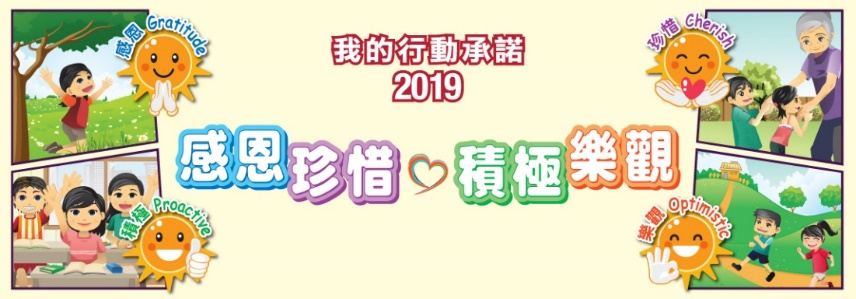 感恩 Gratitude
我的行動承諾
2019
珍惜 Cherish
感恩珍惜 積極樂觀
積極 Proactive
樂觀 Optimistic